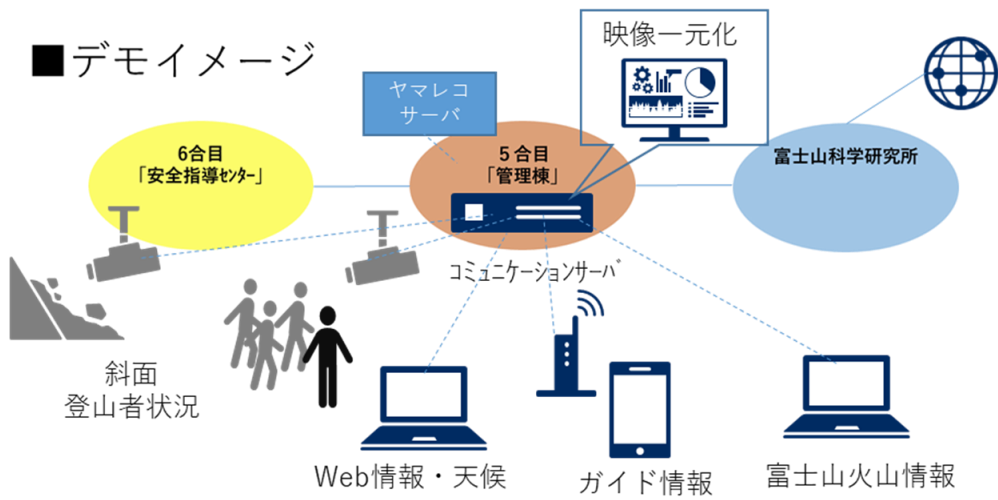 ■デモイメージ
映像一元化
ヤマレコ
サーバ
6合目
「安全指導ｾﾝﾀｰ」
５合目
「管理棟」
富士山科学研究所
ｺﾐｭﾆｹｰｼｮﾝｻｰﾊﾞ
斜面
登山者状況
Web情報・天候
ガイド情報
富士山火山情報